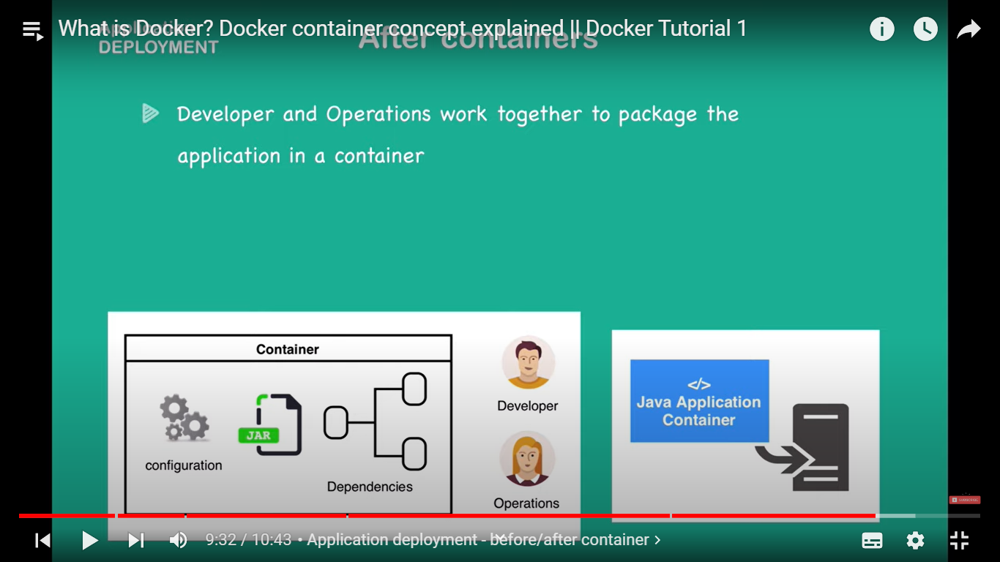 What is Docker? Docker container concept explained || Docker Tutorial 1
Application
DEPLOYMENT
After containers
Developer and Operations work together to package the
application in a container
Container
configuration
JAR
Dependencies
Developer
Operations
</>
Java Application
Container
SUBSCRIBE
9:32 / 10:43 • Application deployment - before/after container